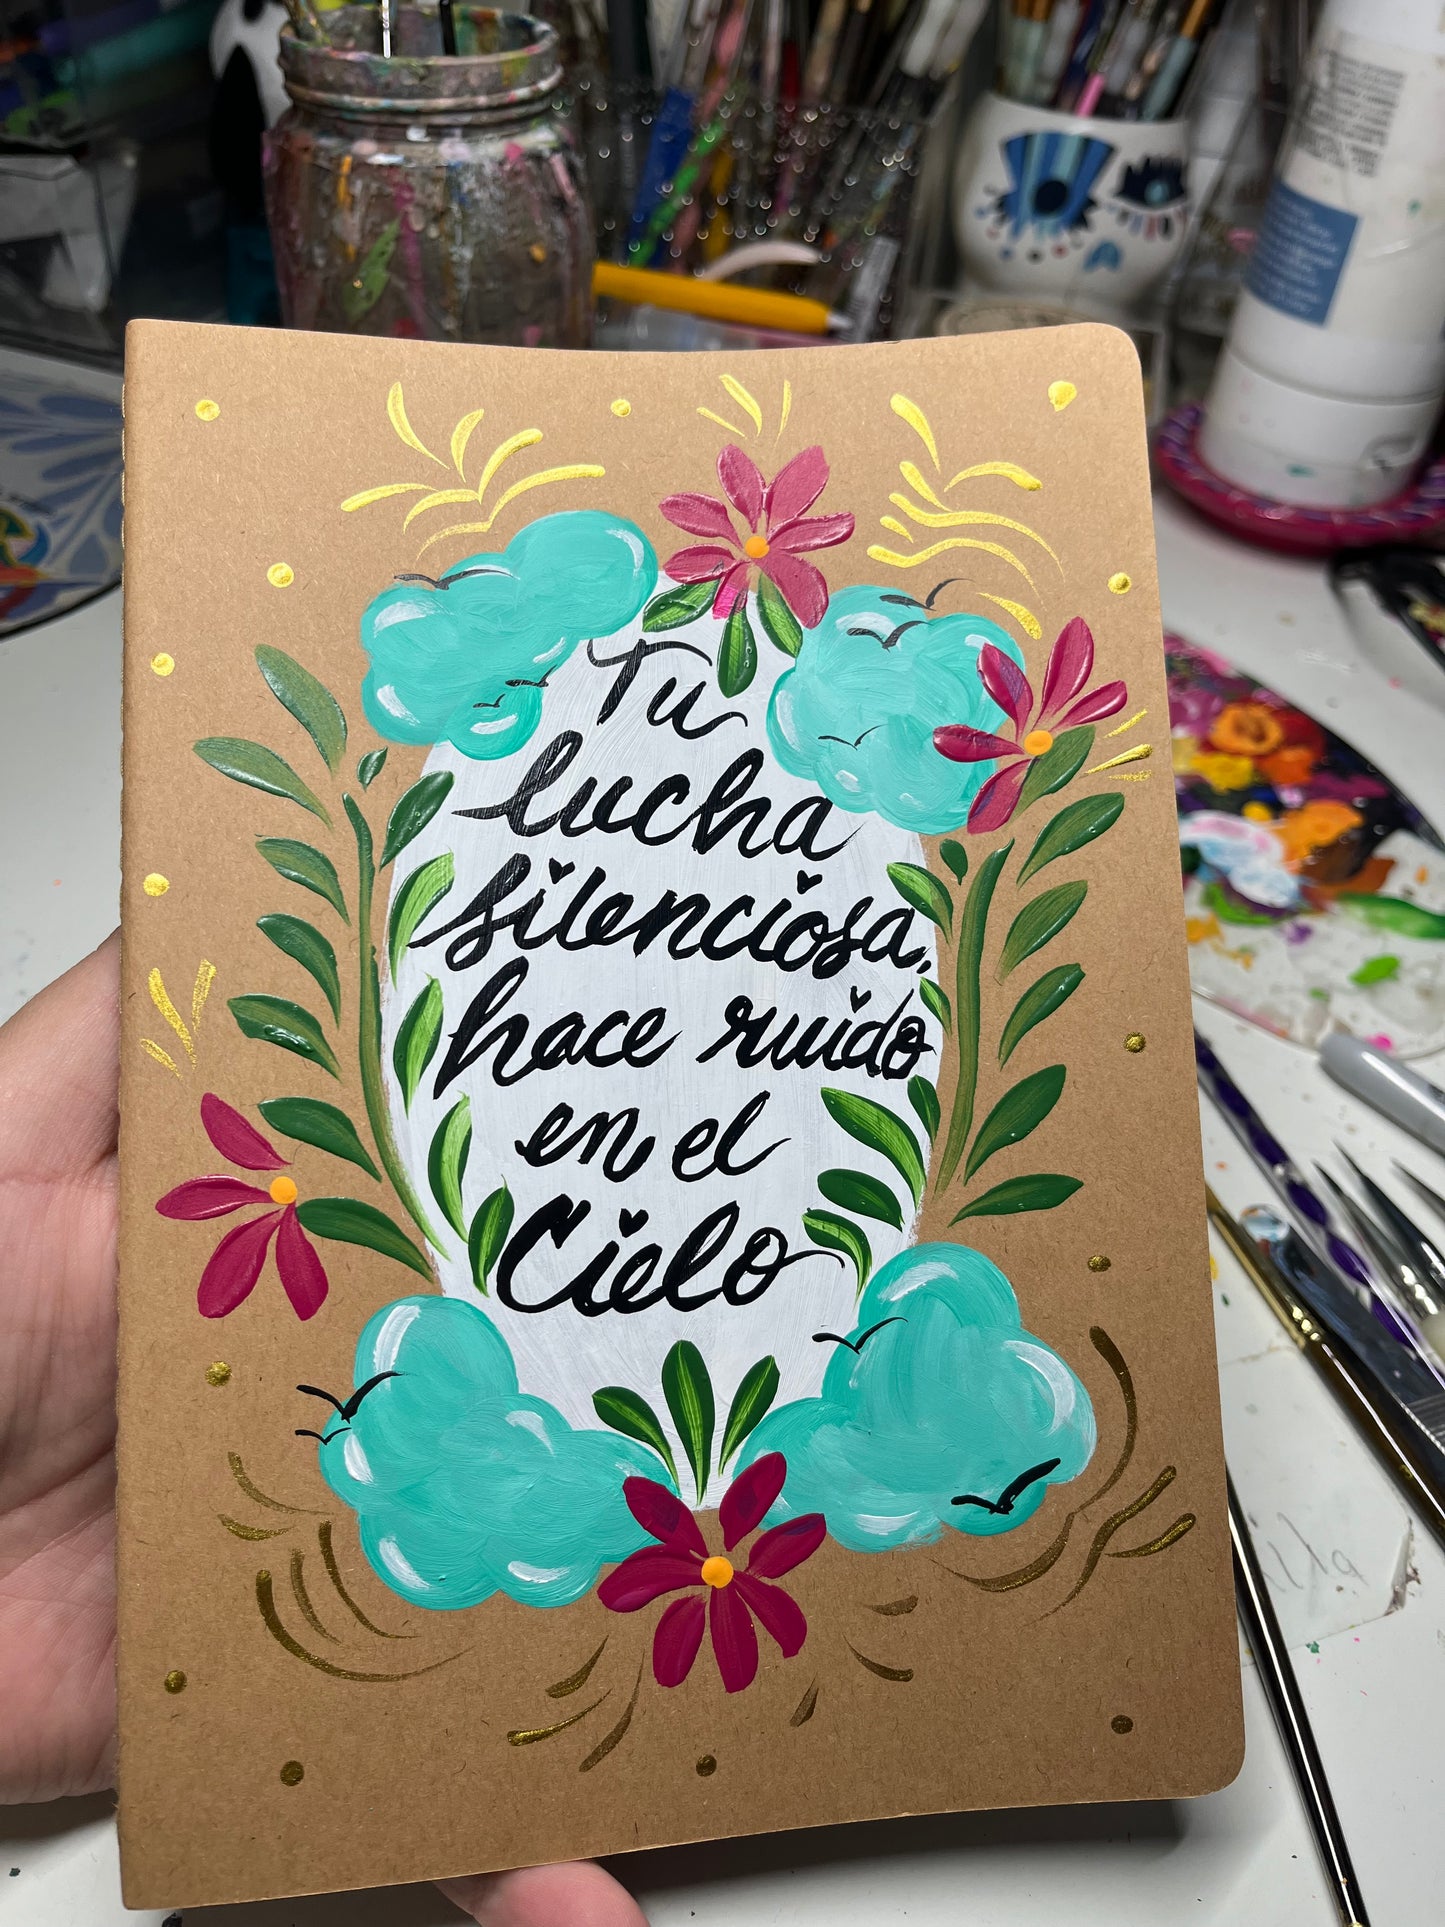 Tu
lucha
silenciosa,
hace ruido
en el
Cielo